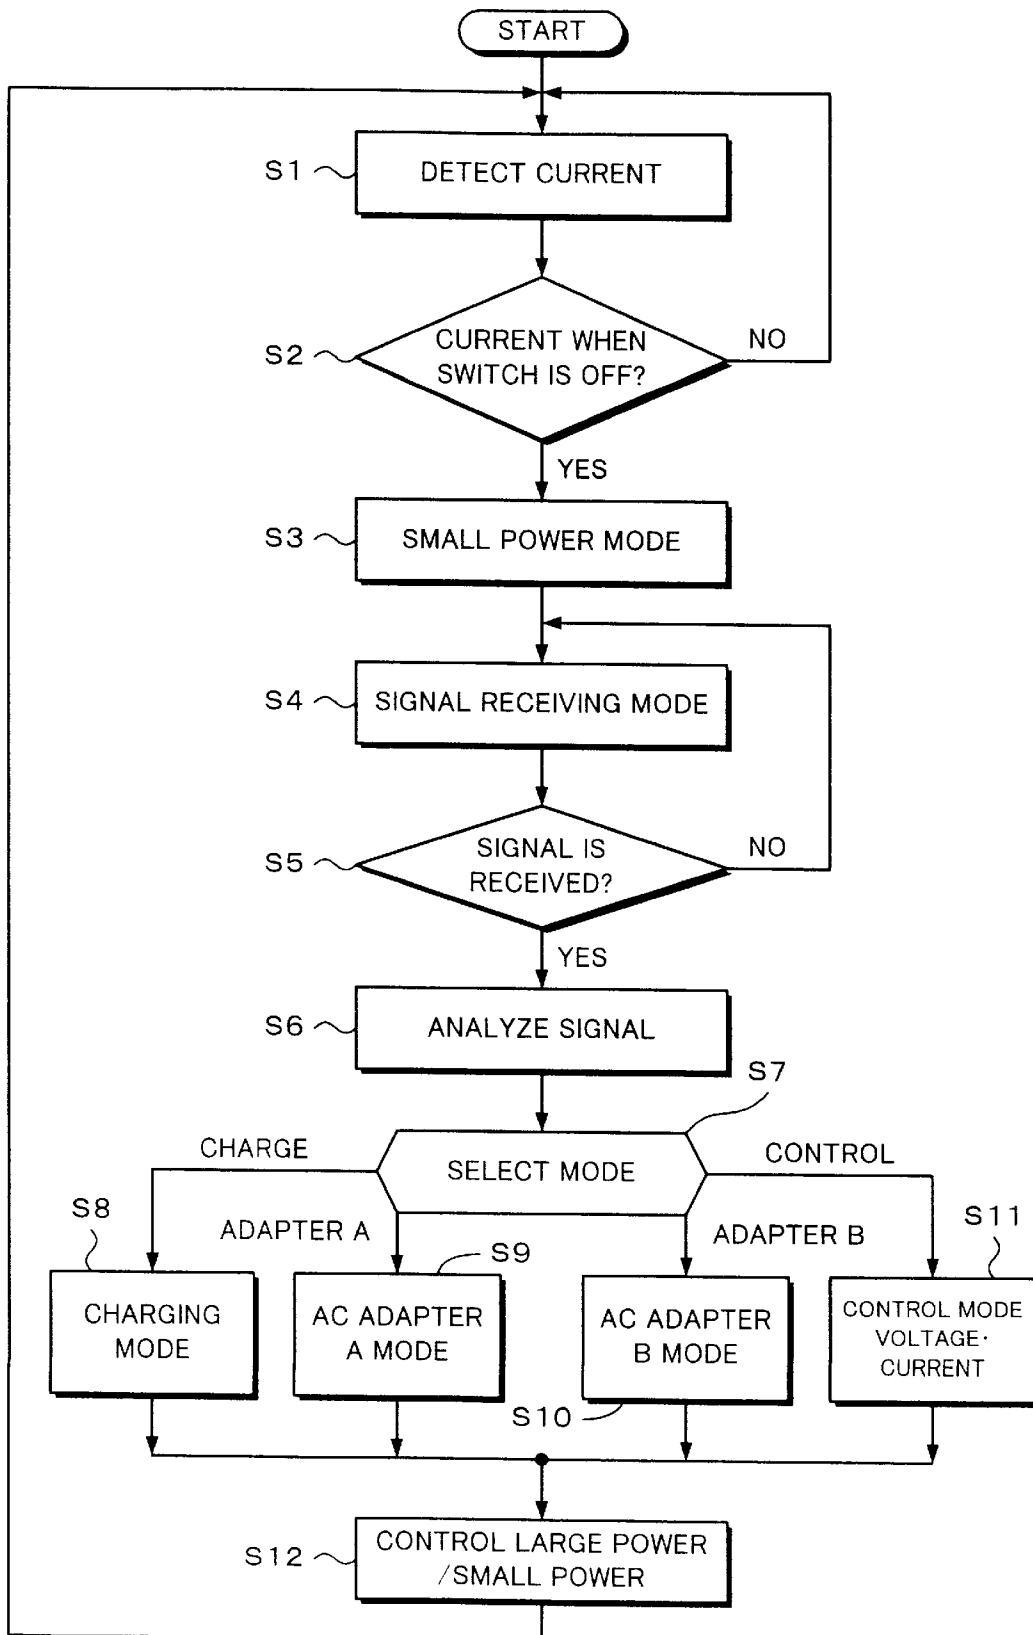 START
S1
DETECT CURRENT
S2
CURRENT WHEN
SWITCH IS OFF?
NO
YES
S3
SMALL POWER MODE
S4
SIGNAL RECEIVING MODE
S5
SIGNAL IS
RECEIVED?
NO
YES
S6
ANALYZE SIGNAL
S7
SELECT MODE
CHARGE
CONTROL
ADAPTER A
ADAPTER B
S8
CHARGING
MODE
S9
AC ADAPTER
A MODE
S10
AC ADAPTER
B MODE
S11
CONTROL MODE
VOLTAGE·
CURRENT
S12
CONTROL LARGE POWER
/SMALL POWER